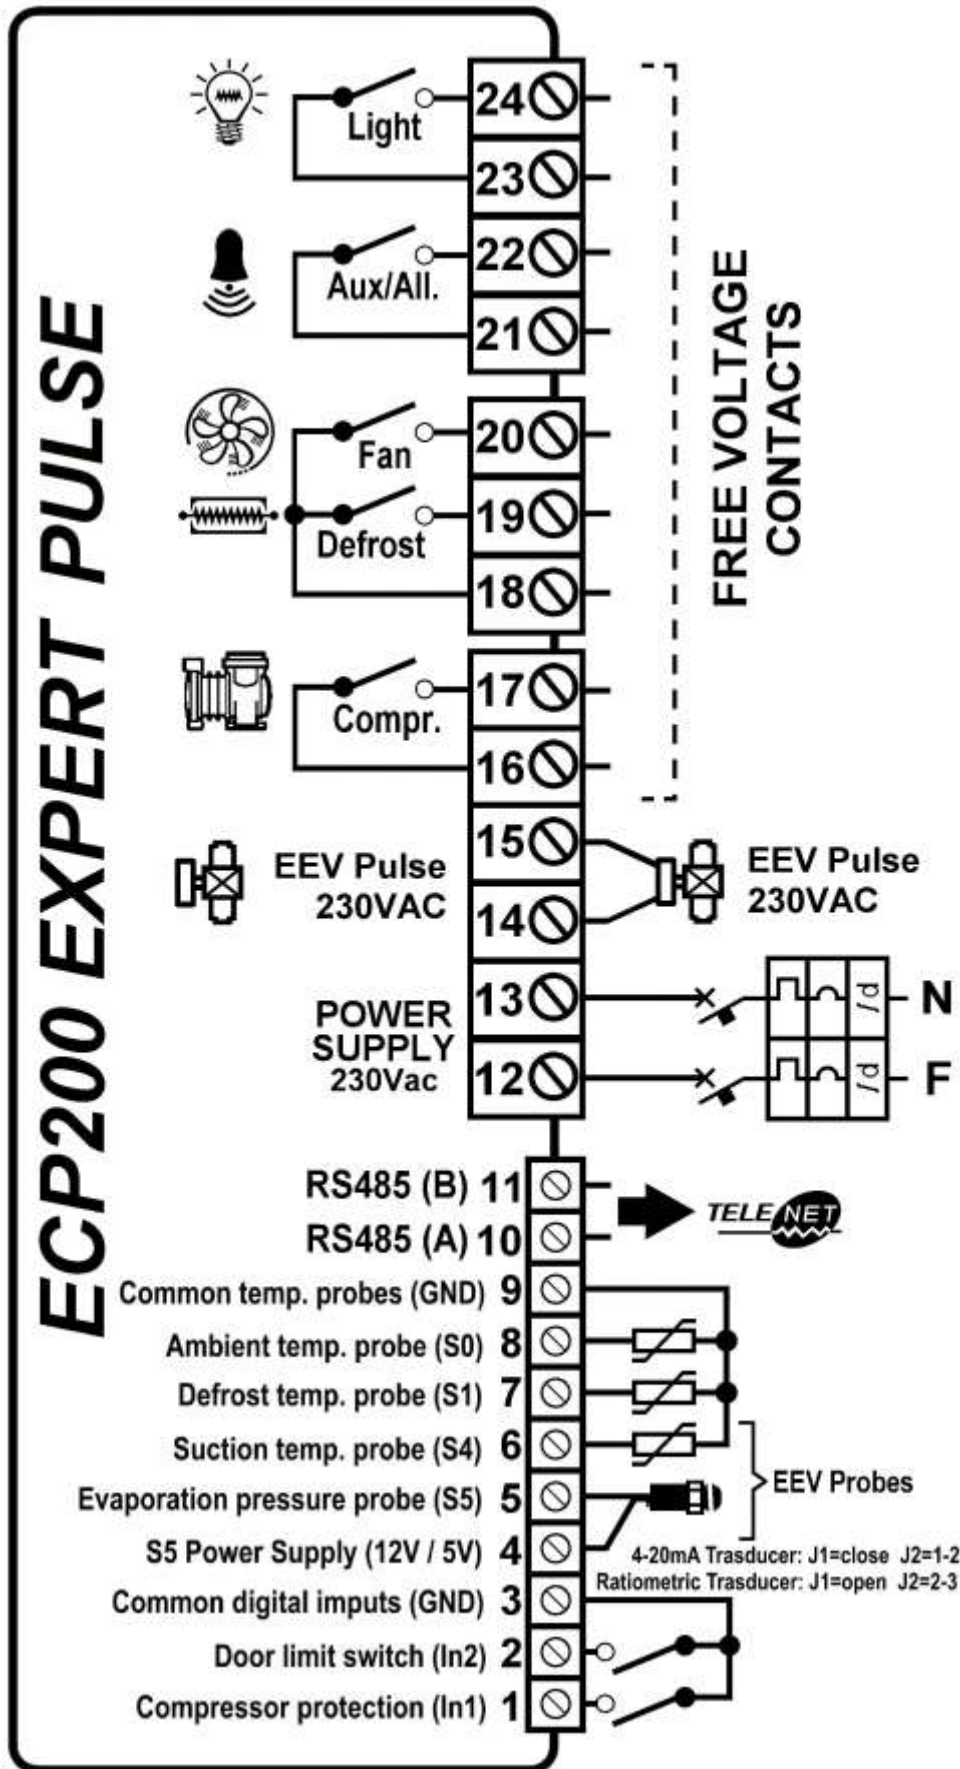 ECP200 EXPERT PULSE
24
Light
23
22
Aux/All.
21
20
Fan
19
Defrost
18
17
Compr.
16
FREE VOLTAGE
CONTACTS
15
EEV Pulse
230VAC
14
EEV Pulse
230VAC
13
POWER
SUPPLY
230Vac
12
N
F
p/
p/
RS485 (B) 11
RS485 (A) 10
TELENET
Common temp. probes (GND) 9
Ambient temp. probe (S0) 8
Defrost temp. probe (S1) 7
Suction temp. probe (S4) 6
Evaporation pressure probe (S5) 5
EEV Probes
S5 Power Supply (12V / 5V) 4
4-20mA Trasducer: J1=close J2=1-2
Ratiometric Trasducer: J1=open J2=2-3
Common digital imputs (GND) 3
Door limit switch (In2) 2
Compressor protection (In1) 1